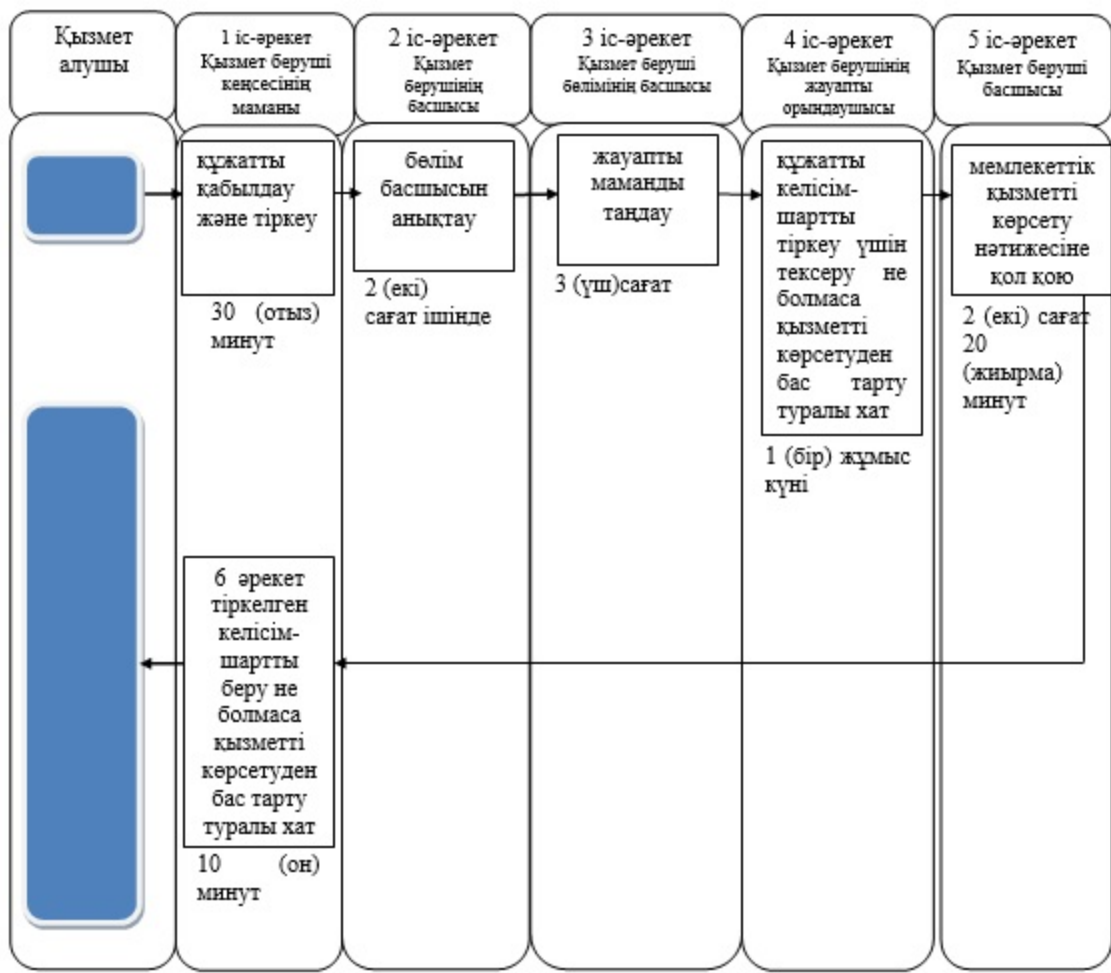 Қызмет
алушы
1 іс-әрекет
Қызмет беруші
кеңсесінің
маманы
2 іс-әрекет
Қызмет
берушінің
басшысы
3 іс-әрекет
Қызмет беруші
бөлімінің басшысы
4 іс-әрекет
Қызмет берушінің
жауапты
орындаушысы
5 іс-әрекет
Қызмет беруші
басшысы
құжатты
қабылдау
және тіркеу
30 (отыз)
минут
бөлім
басшысын
анықтау
2 (екі)
сағат ішінде
жауапты
маманды
таңдау
3 (үш)сағат
құжатты
келісім-
шартты
тіркеу үшін
тексеру не
болмаса
қызметті
көрсетуден
бас тарту
туралы хат
1 (бір) жұмыс
күні
мемлекеттік
қызметті
көрсету
нәтижесіне
қол қою
2 (екі) сағат
20
(жиырма)
минут
6 әрекет
тіркелген
келісім-
шартты
беру не
болмаса
қызметті
көрсетуден
бас тарту
туралы хат
10 (он)
минут